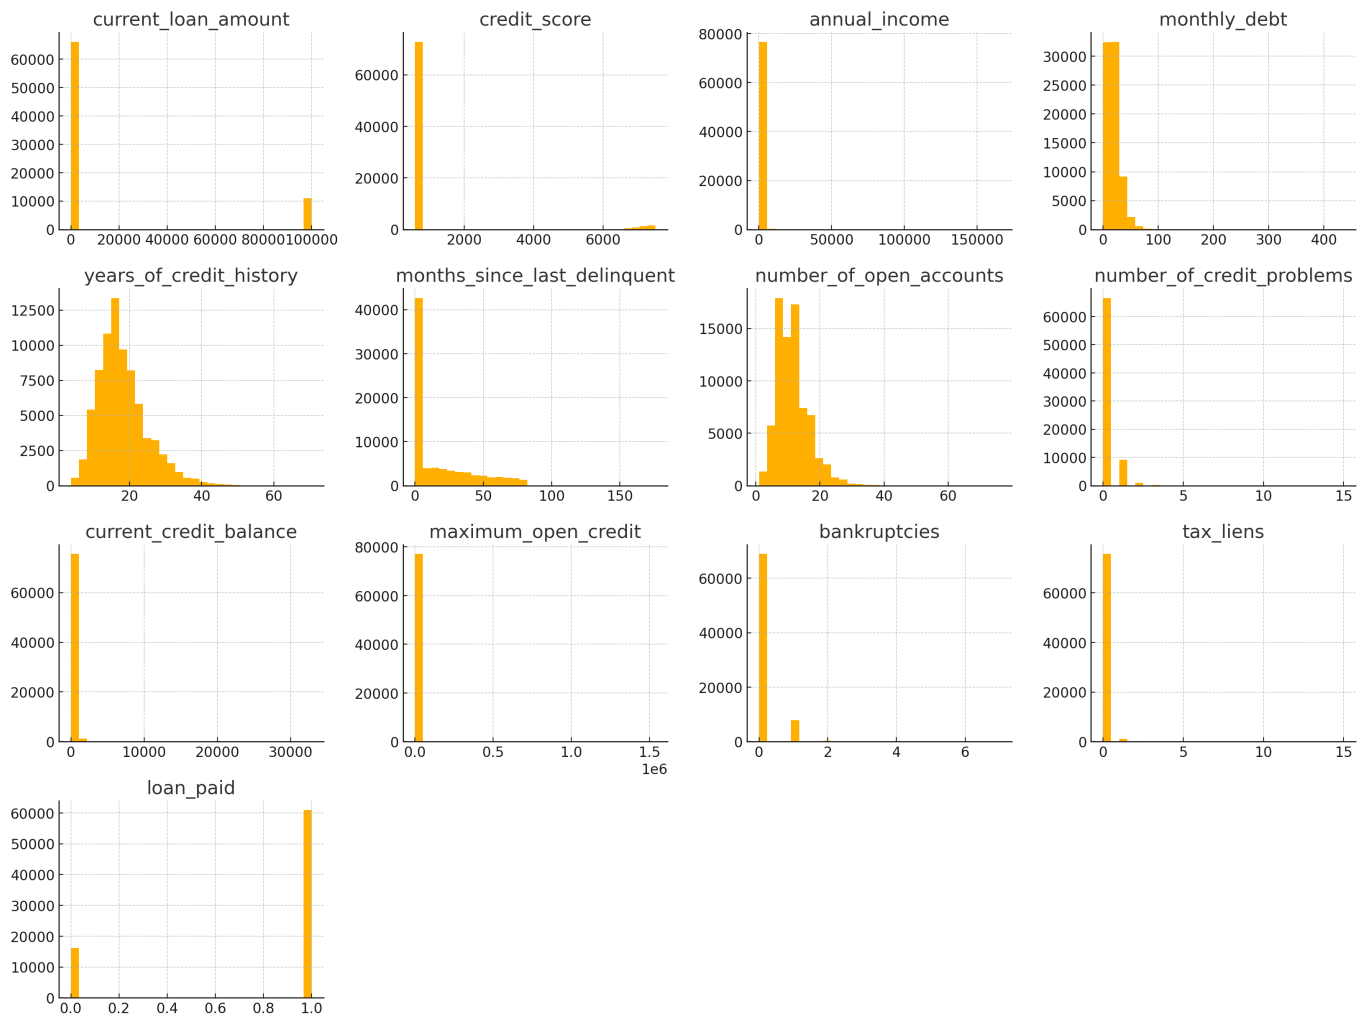 current_loan_amount
60000
50000
40000
30000
20000
10000
0
0 20000 40000 60000 80000 100000
credit_score
60000
40000
20000
0
2000 4000 6000
annual_income
80000
60000
40000
20000
0
0 50000 100000 150000
monthly_debt
30000
25000
20000
15000
10000
5000
0
0 100 200 300 400
years_of_credit_history
12500
10000
7500
5000
2500
0
20 40 60
months_since_last_delinquent
40000
30000
20000
10000
0
0 50 100 150
number_of_open_accounts
15000
10000
5000
0
0 20 40 60
number_of_credit_problems
60000
50000
40000
30000
20000
10000
0
0 5 10 15
current_credit_balance
60000
40000
20000
0
0 10000 20000 30000
maximum_open_credit
80000
60000
40000
20000
0
0.0 0.5 1.0 1.5
1e6
bankruptcies
60000
40000
20000
0
0 2 4 6
tax_liens
60000
40000
20000
0
0 5 10 15
loan_paid
60000
50000
40000
30000
20000
10000
0
0.0 0.2 0.4 0.6 0.8 1.0